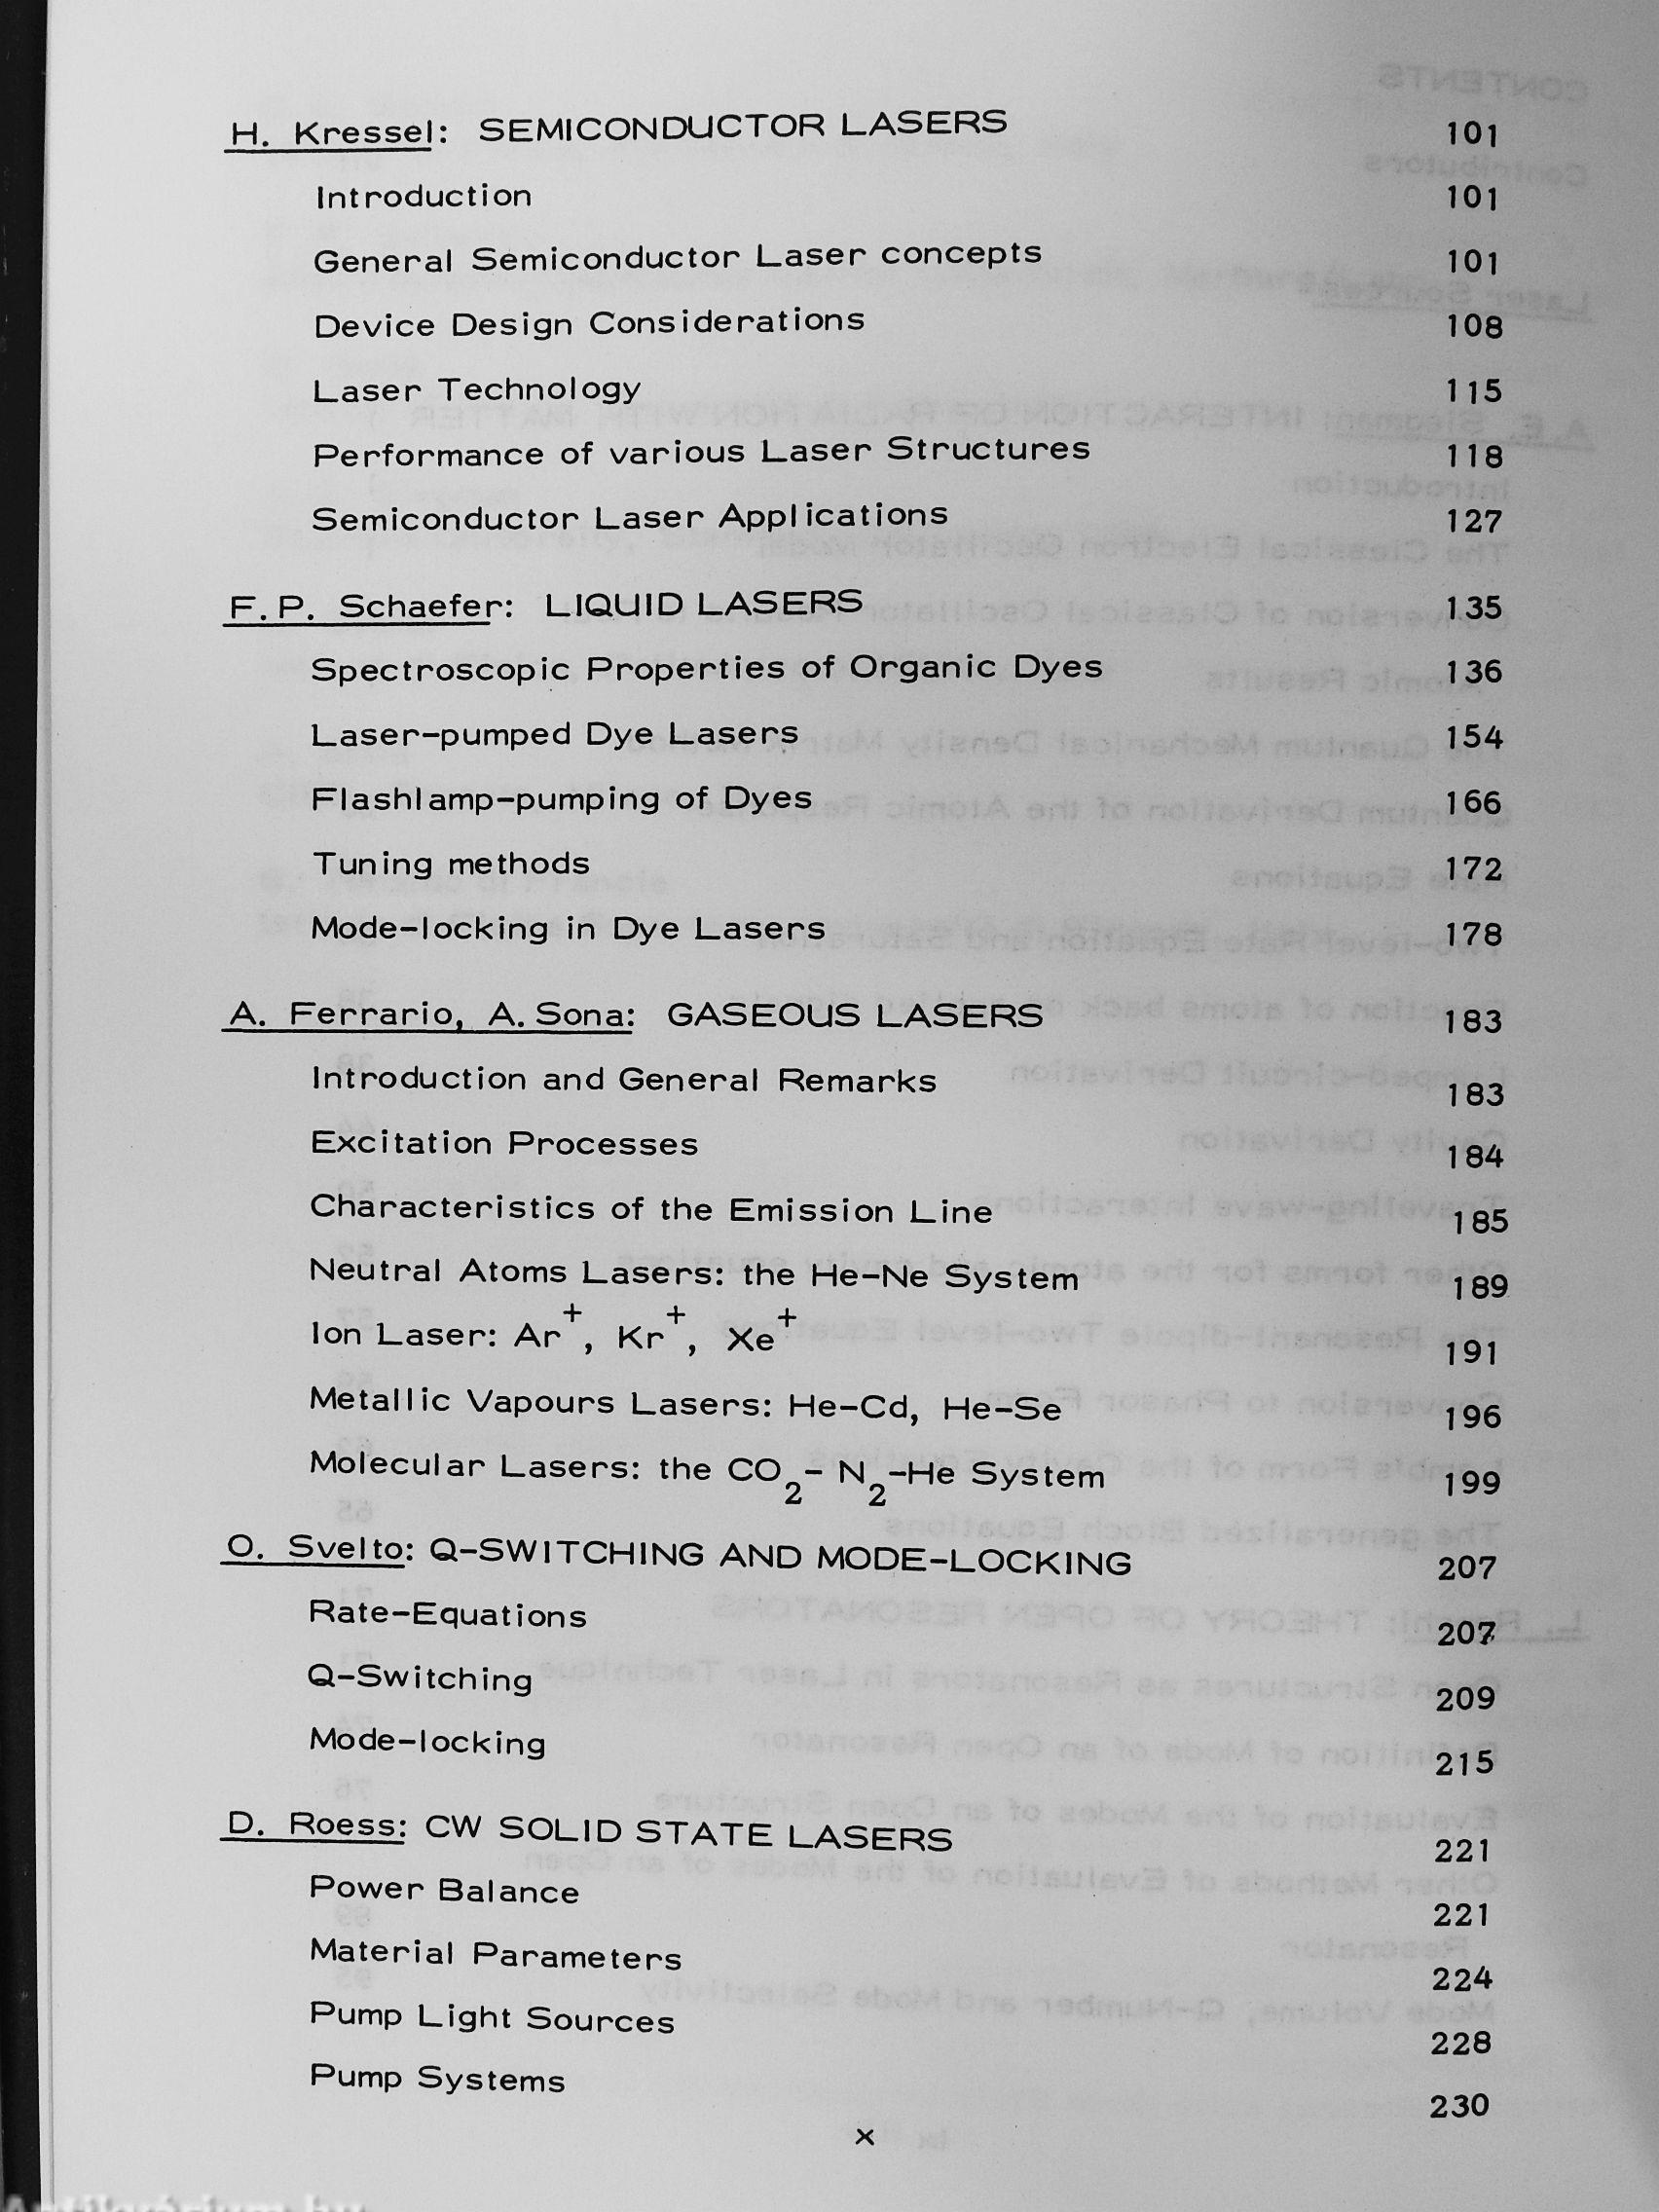 H. Kressel: SEMICONDUCTOR LASERS 101
Introduction 101
General Semiconductor Laser concepts 101
Device Design Considerations 108
Laser Technology 115
Performance of various Laser Structures 118
Semiconductor Laser Applications 127
F. P. Schaefer: LIQUID LASERS 135
Spectroscopic Properties of Organic Dyes 136
Laser-pumped Dye Lasers 154
Flashlamp-pumping of Dyes 166
Tuning methods 172
Mode-locking in Dye Lasers 178
A. Ferrario, A. Sona: GASEOUS LASERS 183
Introduction and General Remarks 183
Excitation Processes 184
Characteristics of the Emission Line 185
Neutral Atoms Lasers: the He-Ne System 189
Ion Laser: Ar⁺, Kr⁺, Xe⁺ 191
Metallic Vapours Lasers: He-Cd, He-Se 196
Molecular Lasers: the CO₂- N₂-He System 199
O. Svelto: Q-SWITCHING AND MODE-LOCKING 207
Rate-Equations 207
Q-Switching 209
Mode-locking 215
D. Roess: CW SOLID STATE LASERS 221
Power Balance 221
Material Parameters 224
Pump Light Sources 228
Pump Systems 230
x